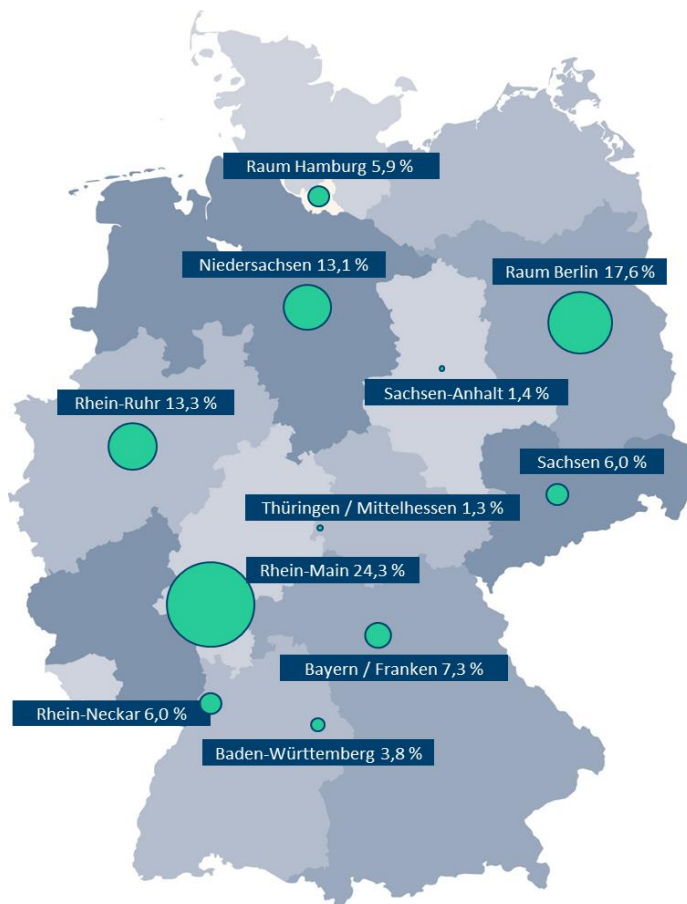 Raum Hamburg 5,9 %
Niedersachsen 13,1 %
Raum Berlin 17,6 %
Sachsen-Anhalt 1,4 %
Rhein-Ruhr 13,3 %
Sachsen 6,0 %
Thüringen / Mittelhessen 1,3 %
Rhein-Main 24,3 %
Bayern / Franken 7,3 %
Rhein-Neckar 6,0 %
Baden-Württemberg 3,8 %